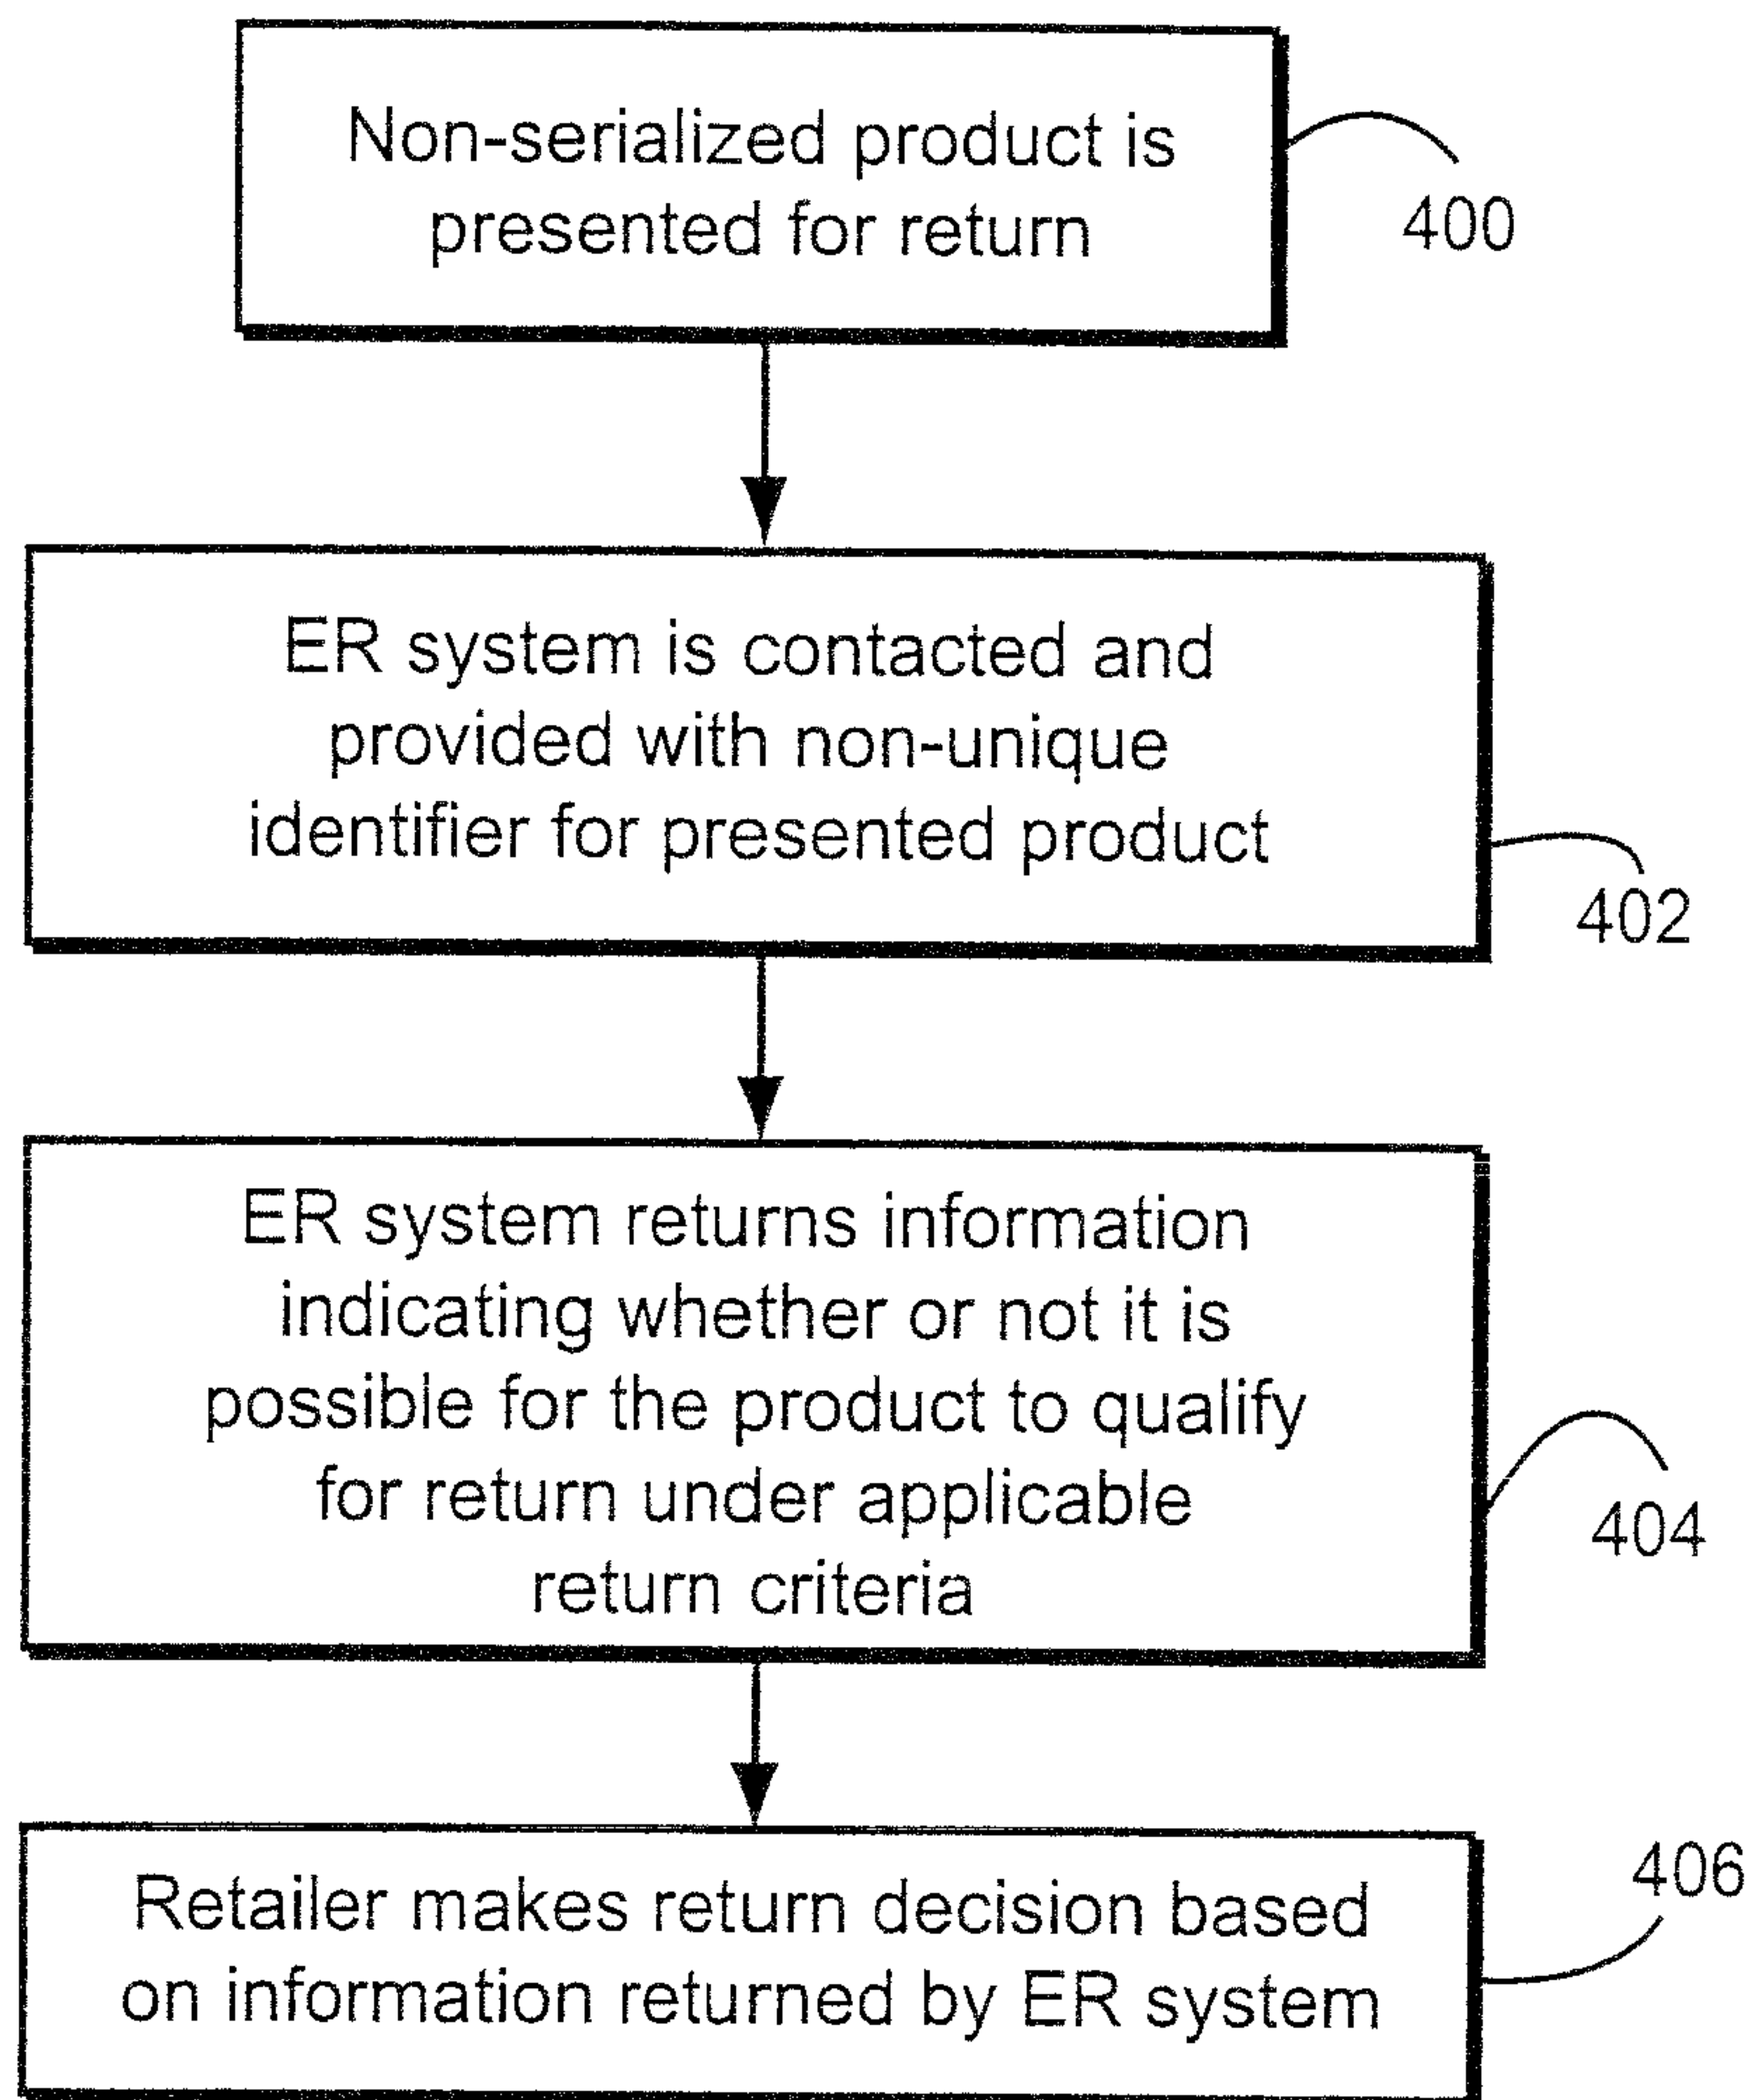 Non-serialized product is
presented for return
400
ER system is contacted and
provided with non-unique
identifier for presented product
402
ER system returns information
indicating whether or not it is
possible for the product to qualify
for return under applicable
return criteria
404
Retailer makes return decision based
on information returned by ER system
406